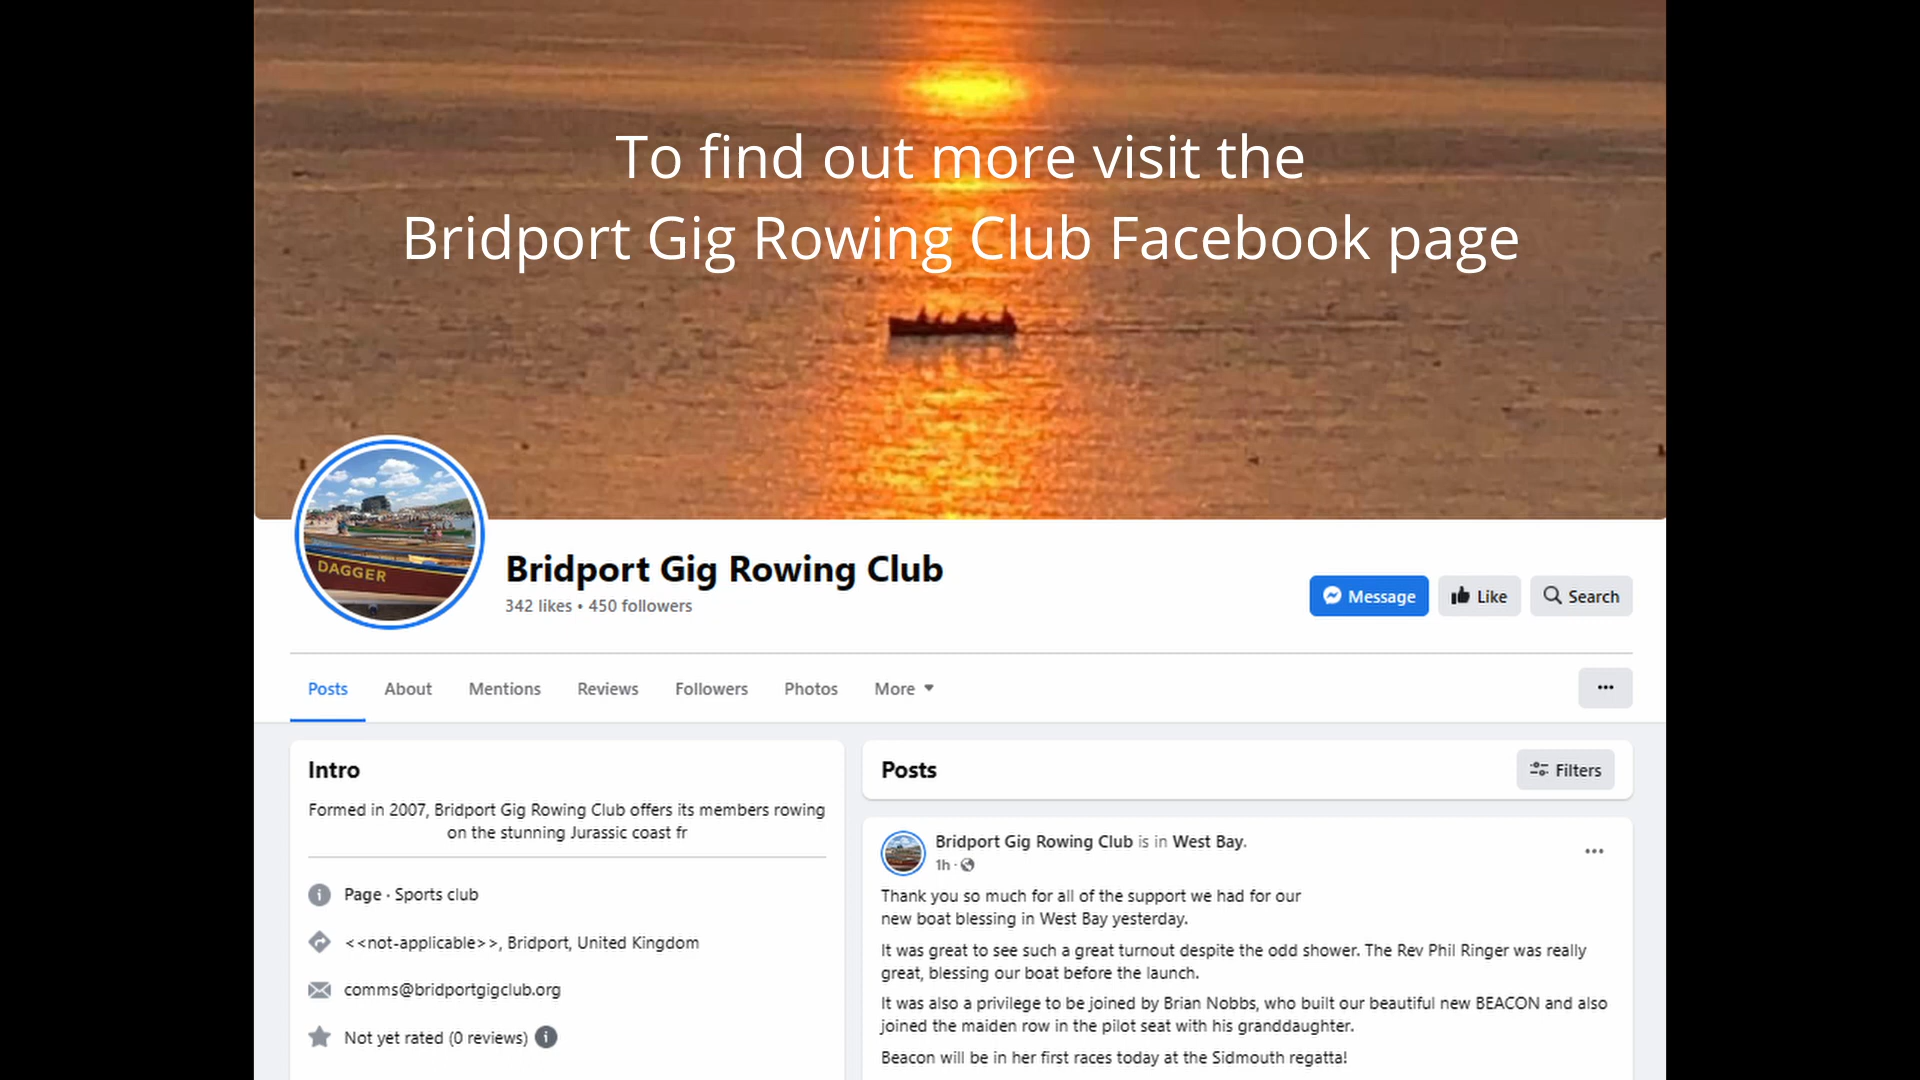 To find out more visit the
Bridport Gig Rowing Club Facebook page
DAGGER
Bridport Gig Rowing Club
342 likes • 450 followers
Message
Like
Search
Posts
About
Mentions
Reviews
Followers
Photos
More
Intro
Formed in 2007, Bridport Gig Rowing Club offers its members rowing
on the stunning Jurassic coast fr
Page · Sports club
<<not-applicable>>, Bridport, United Kingdom
comms@bridportgigclub.org
Not yet rated (0 reviews)
Posts
Filters
Bridport Gig Rowing Club is in West Bay.
1h ·
Thank you so much for all of the support we had for our
new boat blessing in West Bay yesterday.
It was great to see such a great turnout despite the odd shower. The Rev Phil Ringer was really
great, blessing our boat before the launch.
It was also a privilege to be joined by Brian Nobbs, who built our beautiful new BEACON and also
joined the maiden row in the pilot seat with his granddaughter.
Beacon will be in her first races today at the Sidmouth regatta!